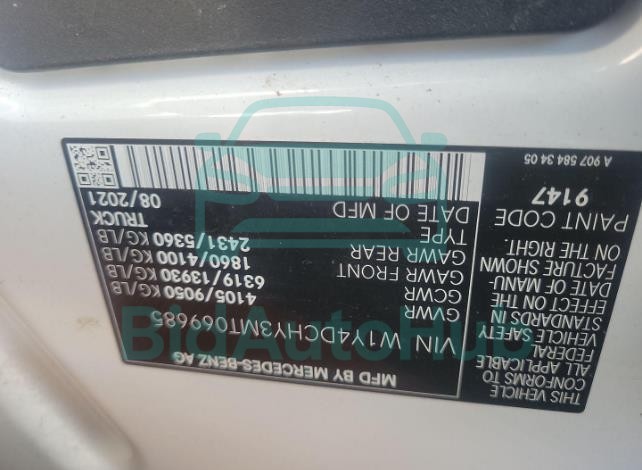 MFD BY MERCEDES-BENZ AG
VIN W1Y4DCHY3MT069685
GVWR 4105/9050 KG/LB
GCWR 6319/13930 KG/LB
GAWR FRONT 1860/4100 KG/LB
GAWR REAR 2431/5360 KG/LB
TYPE TRUCK
DATE OF MFD 08/2021
THIS VEHICLE
CONFORMS TO
ALL APPLICABLE
FEDERAL
VEHICLE SAFETY
STANDARDS IN
EFFECT ON THE
DATE OF MANU-
FACTURE SHOWN
ON THE RIGHT.
PAINT CODE
9147
A 907 584 34 05
BidAutoHub